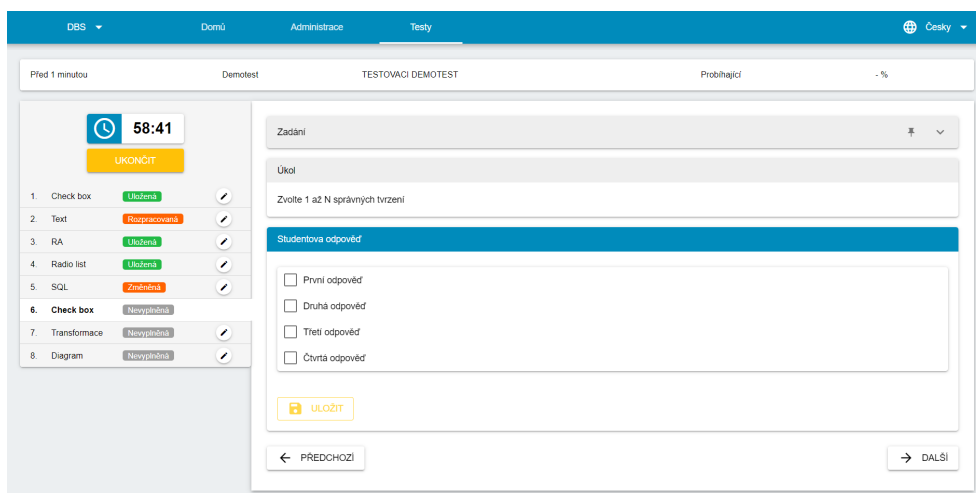 DBS Domů Administrace Testy Česky
Před 1 minutou Demotest TESTOVACI DEMOTEST Probíhající - %
58:41
UKONČIT
1. Check box Uložená
2. Text Rozpracovaná
3. RA Uložená
4. Radio list Uložená
5. SQL Změněná
6. Check box Nevyplněná
7. Transformace Nevyplněná
8. Diagram Nevyplněná
Zadání
Úkol
Zvolte 1 až N správných tvrzení
Studentova odpověď
První odpověď
Druhá odpověď
Třetí odpověď
Čtvrtá odpověď
ULOŽIT
PŘEDCHOZÍ DALŠÍ